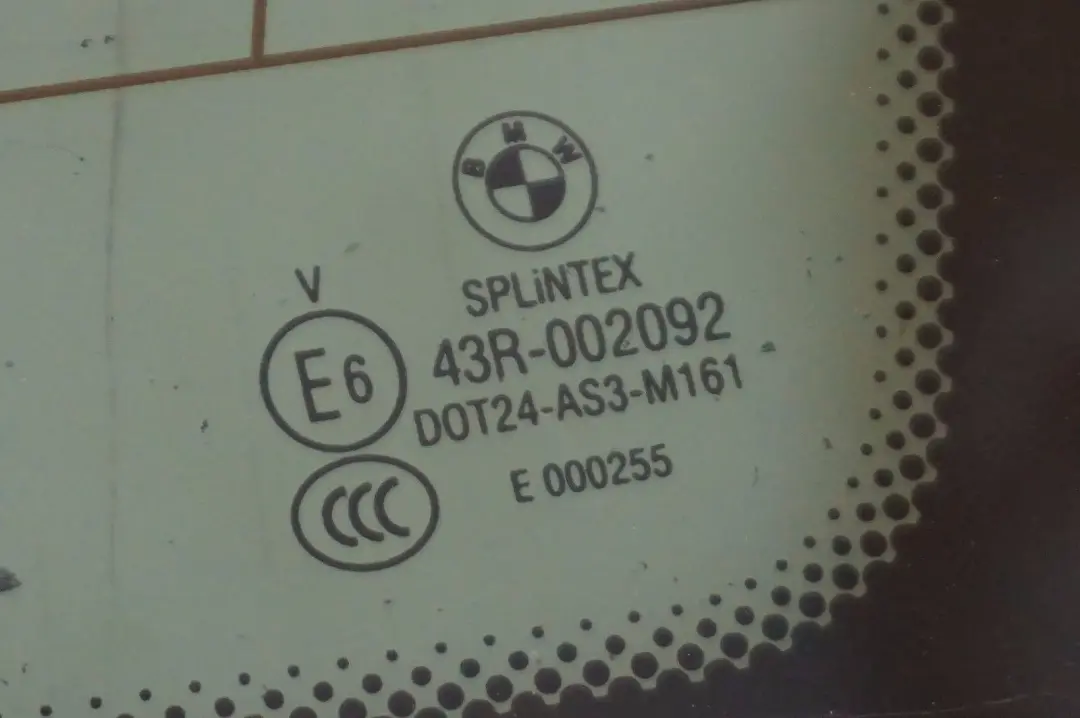 BMW
SPLiNTEX
V
E6
43R-002092
DOT24-AS3-M161
E 000255
CCC